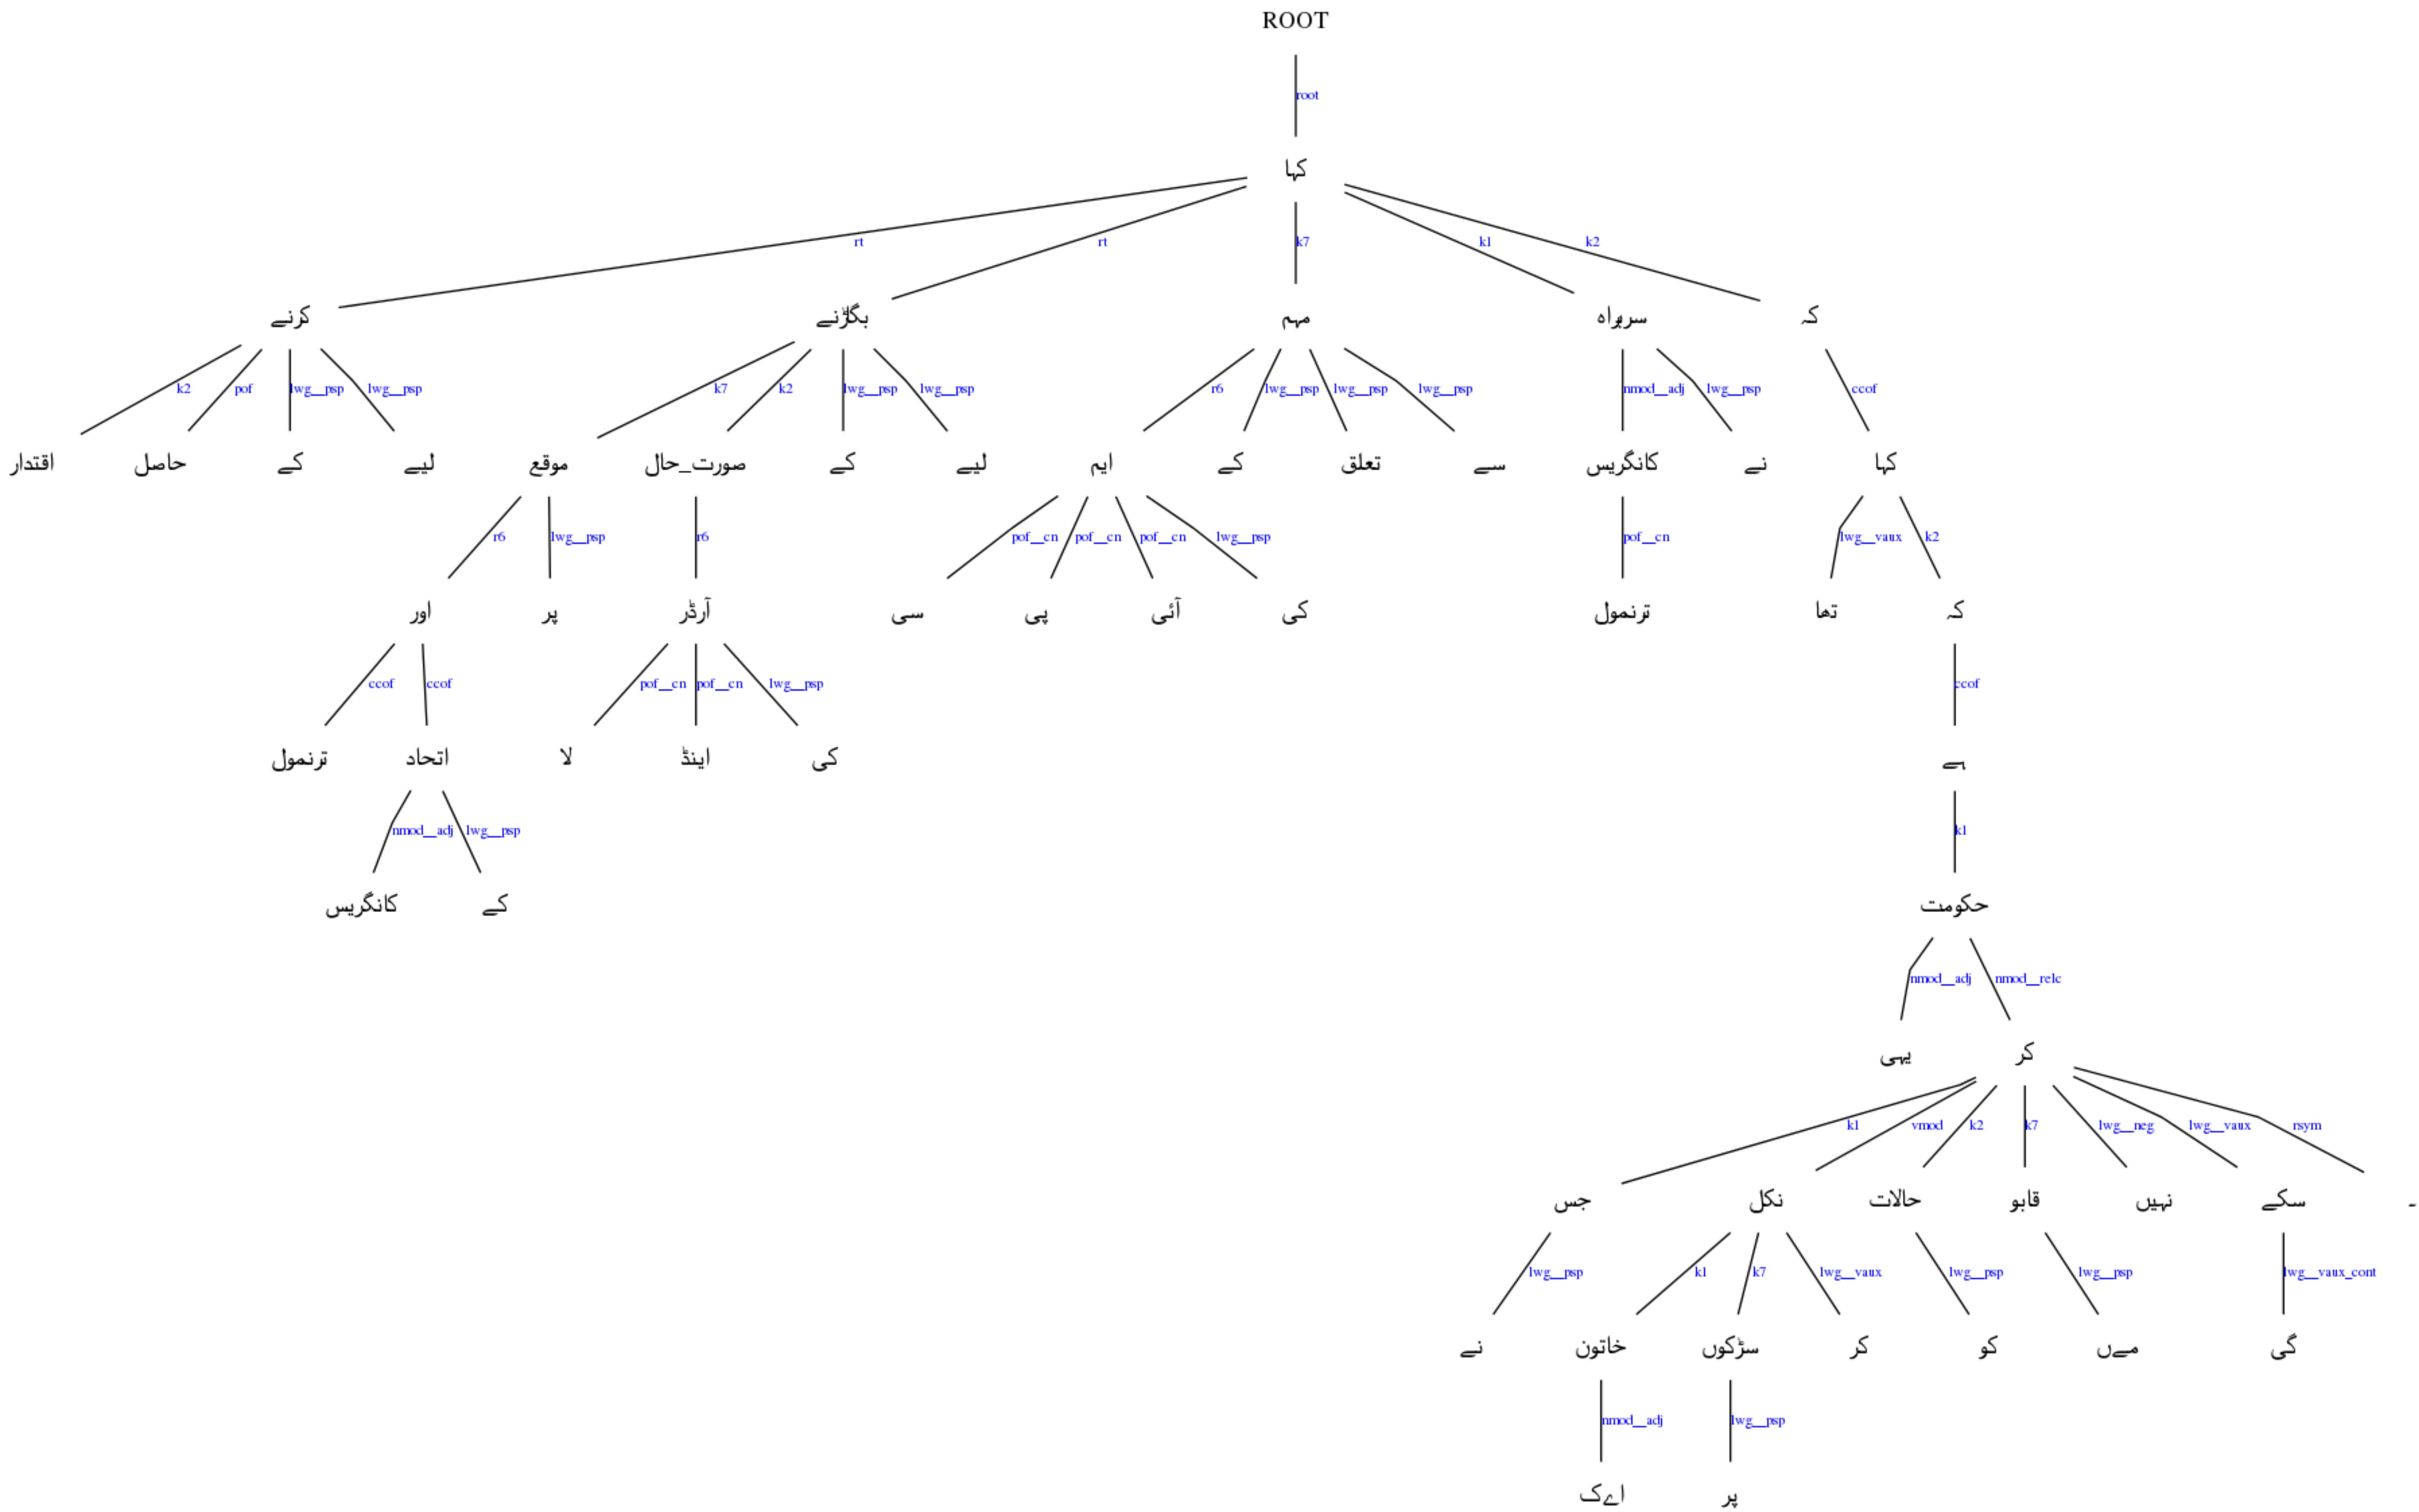 ROOT
root
کہا
rt rt k7 k1 k2
کرنے بگاڑنے مہم سربراہ کہ
k2 pof lwg__psp lwg__psp k7 k2 lwg__psp lwg__psp r6 lwg__psp lwg__psp lwg__psp nmod__adj lwg__psp ccof
اقتدار حاصل کے لیے موقع صورت_حال کے لیے ایم کے تعلق سے کانگریس نے کہا
r6 lwg__psp r6 pof__cn pof__cn pof__cn lwg__psp pof__cn lwg__vaux k2
اور پر آرڈر سی پی آئی کی ترنمول تھا کہ
ccof ccof pof__cn pof__cn lwg__psp ccof
ترنمول اتحاد لا اینڈ کی ہے
nmod__adj lwg__psp k1
کانگریس کے حکومت
nmod__adj nmod__relc
یہی کر
k1 vmod k2 k7 lwg__neg lwg__vaux rsym
جس نکل حالات قابو نہیں سکے ۔
lwg__psp k1 k7 lwg__vaux lwg__psp lwg__psp lwg__vaux_cont
نے خاتون سڑکوں کر کو مےں گی
nmod__adj lwg__psp
اےک پر